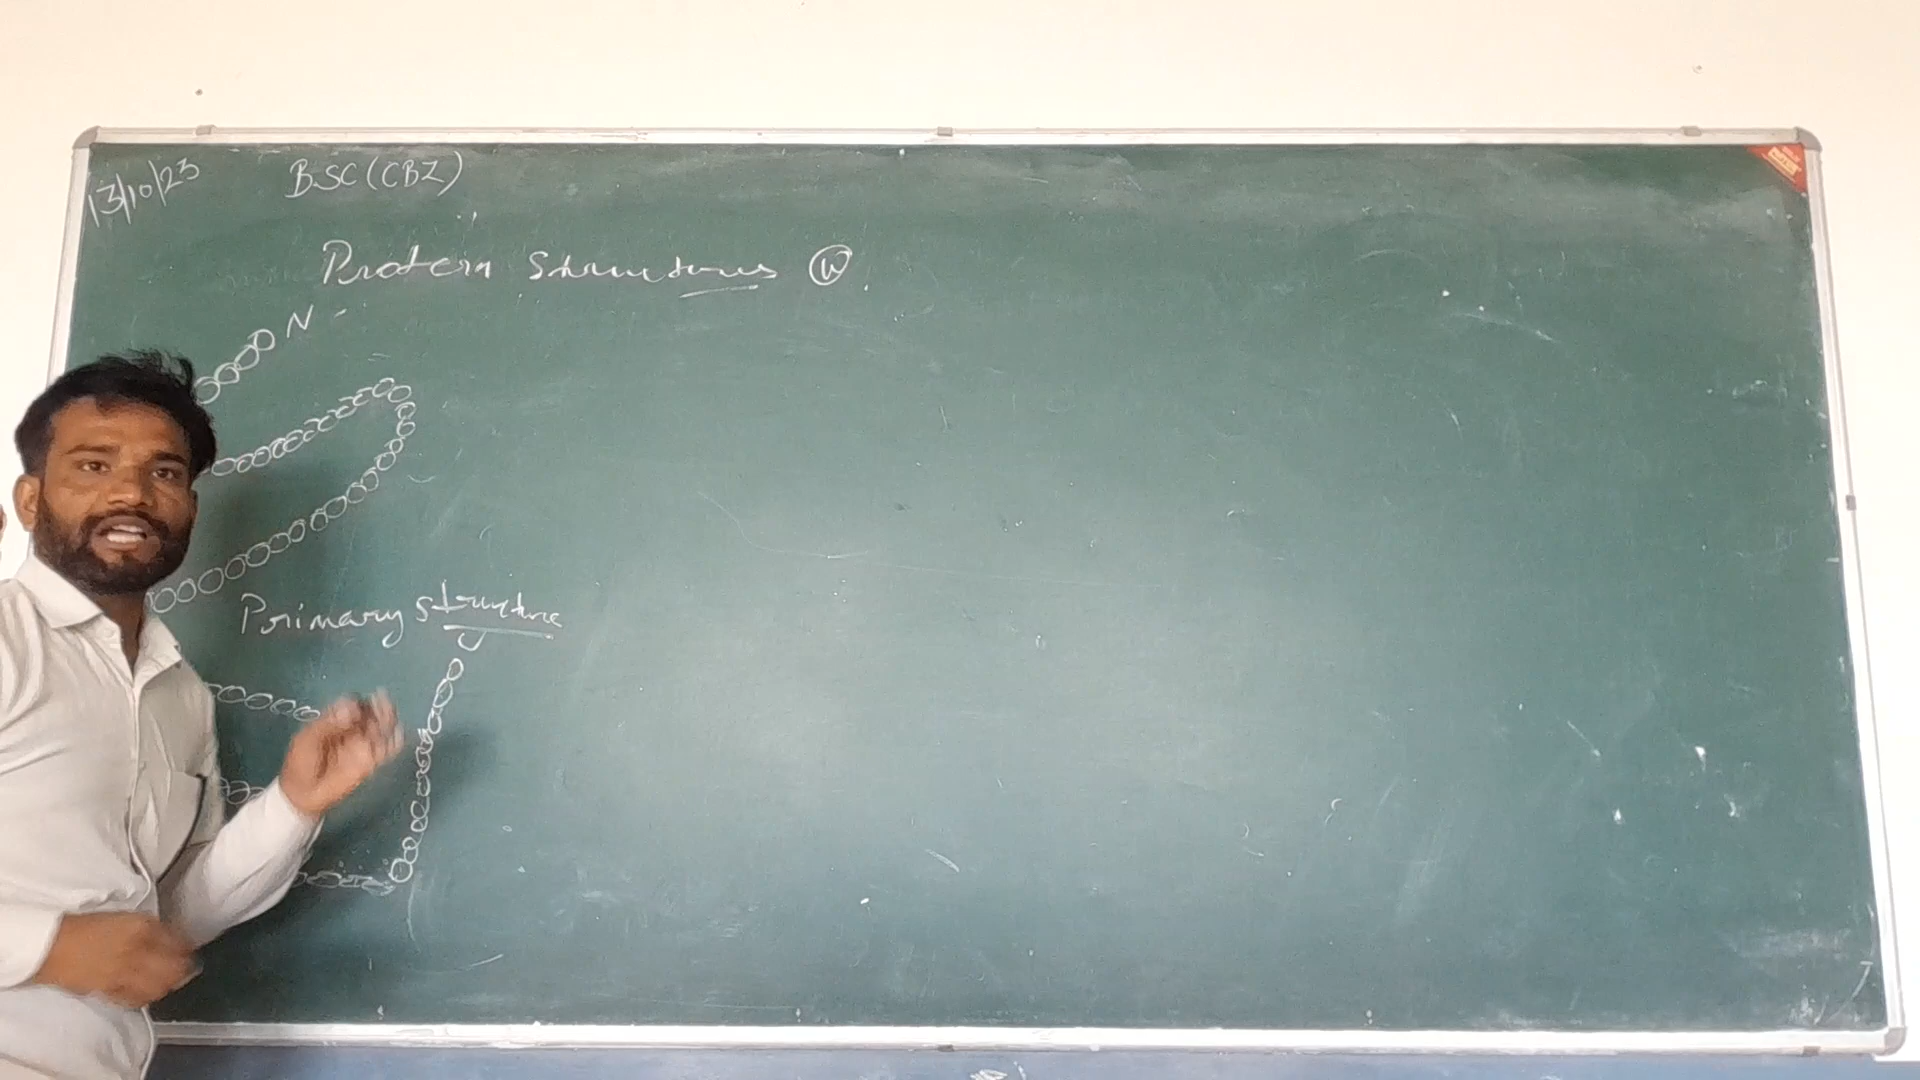 13/10/23
BSC (CBZ)
Protein structures
N -
Primary structure